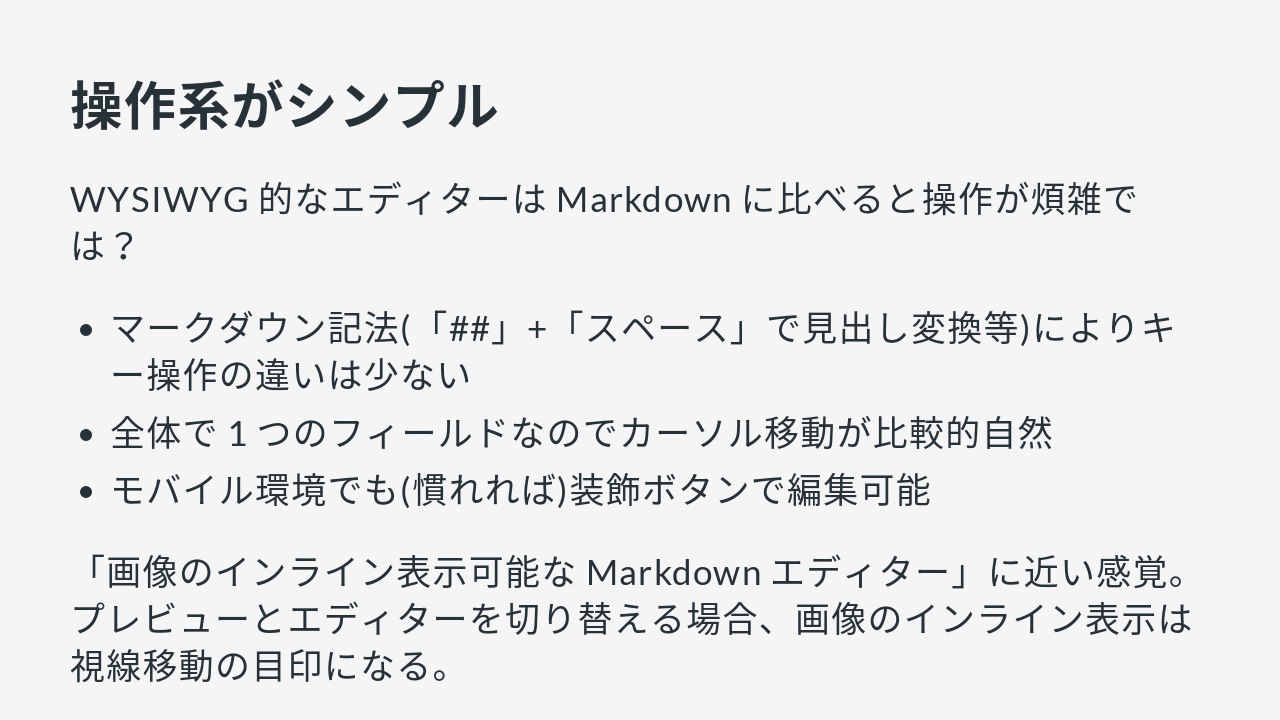 操作系がシンプル
WYSIWYG 的なエディターは Markdown に比べると操作が煩雑で
は？
• マークダウン記法(「##」+「スペース」で見出し変換等)によりキ
ー操作の違いは少ない
• 全体で 1 つのフィールドなのでカーソル移動が比較的自然
• モバイル環境でも(慣れれば)装飾ボタンで編集可能
「画像のインライン表示可能な Markdown エディター」に近い感覚。
プレビューとエディターを切り替える場合、画像のインライン表示は
視線移動の目印になる。